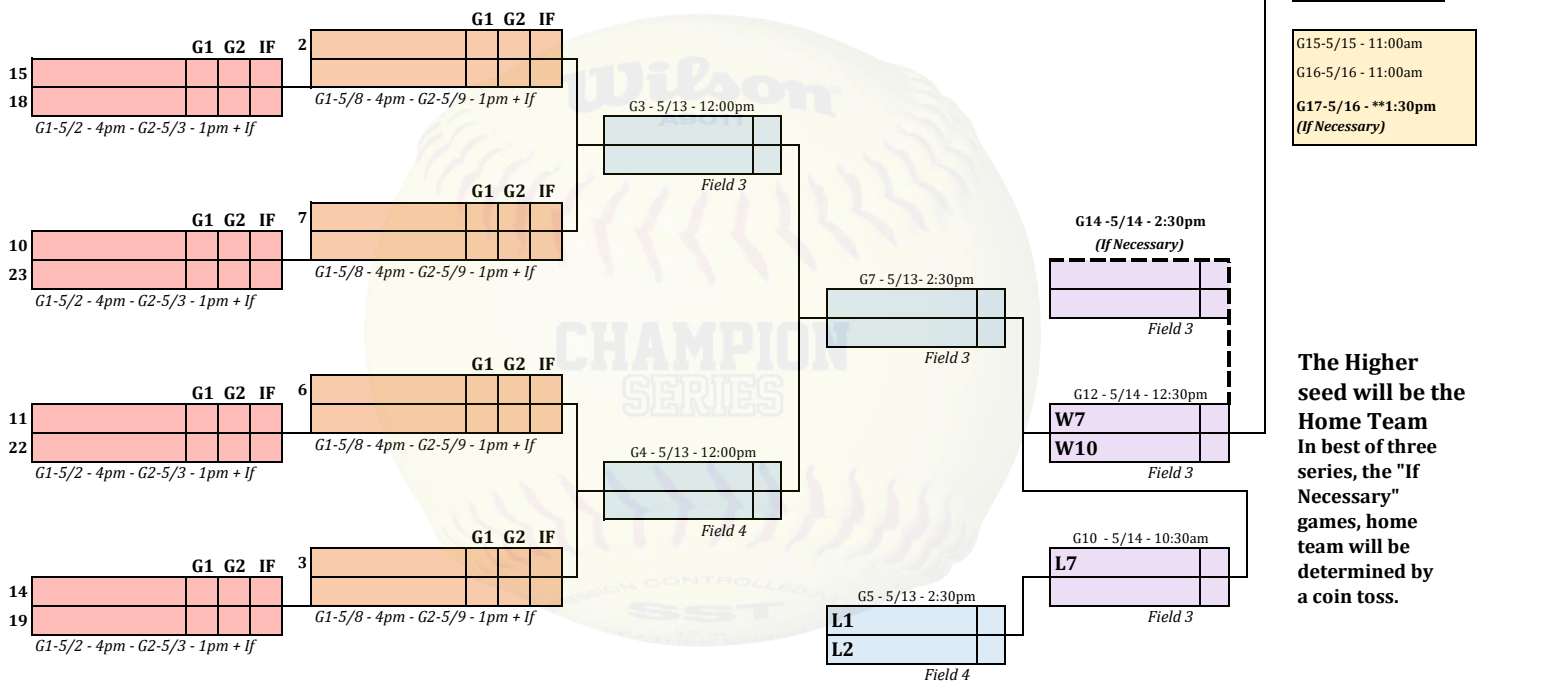 G1 G2 IF
15
18
G1-5/2 - 4pm - G2-5/3 - 1pm + If
G1 G2 IF
10
23
G1-5/2 - 4pm - G2-5/3 - 1pm + If
G1 G2 IF
11
22
G1-5/2 - 4pm - G2-5/3 - 1pm + If
G1 G2 IF
14
19
G1-5/2 - 4pm - G2-5/3 - 1pm + If
G1 G2 IF
2
G1-5/8 - 4pm - G2-5/9 - 1pm + If
G1 G2 IF
7
G1-5/8 - 4pm - G2-5/9 - 1pm + If
G1 G2 IF
6
G1-5/8 - 4pm - G2-5/9 - 1pm + If
G1 G2 IF
3
G1-5/8 - 4pm - G2-5/9 - 1pm + If
Wilson
G3 - 5/13 - 12:00pm
Field 3
CHAMPION
SERIES
G4 - 5/13 - 12:00pm
Field 4
SST
G7 - 5/13- 2:30pm
Field 3
G5 - 5/13 - 2:30pm
L1
L2
Field 4
G14 -5/14 - 2:30pm
(If Necessary)
Field 3
G12 - 5/14 - 12:30pm
W7
W10
Field 3
G10 - 5/14 - 10:30am
L7
Field 3
G15-5/15 - 11:00am
G16-5/16 - 11:00am
G17-5/16 - **1:30pm
(If Necessary)
The Higher
seed will be the
Home Team
In best of three
series, the "If
Necessary"
games, home
team will be
determined by
a coin toss.